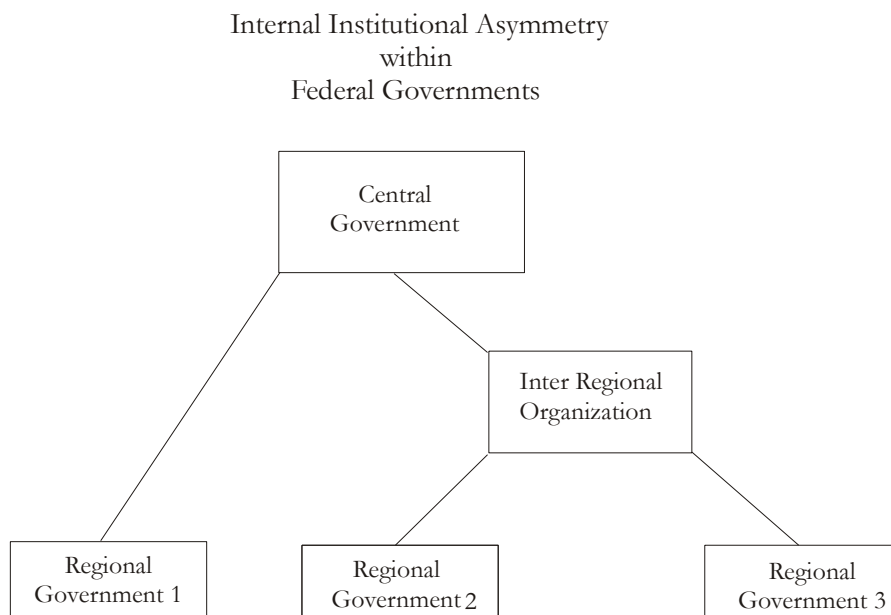 Internal Institutional Asymmetry
within
Federal Governments
Central
Government
Inter Regional
Organization
Regional
Government 1
Regional
Government 2
Regional
Government 3